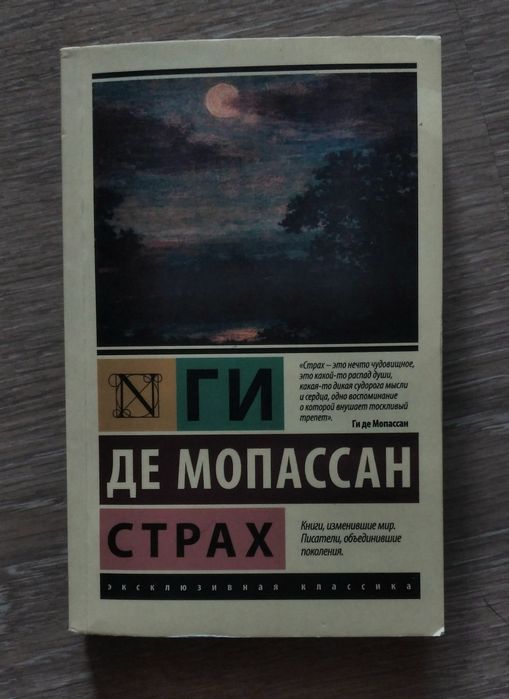 N ГИ
«Страх – это нечто чудовищное,
это какой-то распад души,
какая-то дикая судорога мысли
и сердца, одно воспоминание
о которой внушает тоскливый
трепет».
Ги де Мопассан
ДЕ МОПАССАН
СТРАХ
Книги, изменившие мир.
Писатели, объединившие
поколения.
эксклюзивная классика